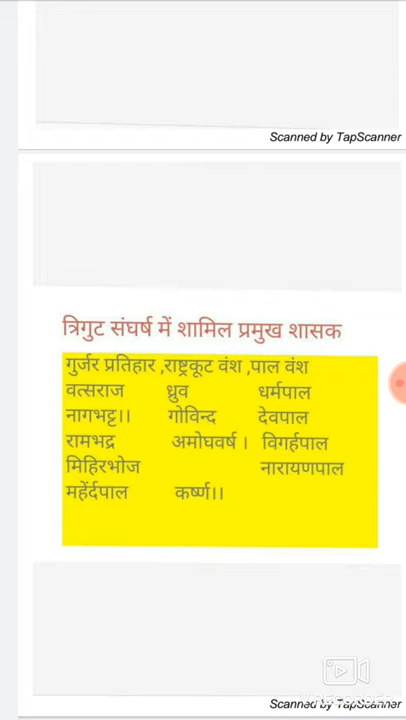 Scanned by TapScanner
त्रिगुट संघर्ष में शामिल प्रमुख शासक
गुर्जर प्रतिहार ,राष्ट्रकूट वंश ,पाल वंश
वत्सराज ध्रुव धर्मपाल
नागभट्ट।। गोविन्द देवपाल
रामभद्र अमोघवर्ष । विगर्हपाल
मिहिरभोज नारायणपाल
महेंर्दपाल कर्ष्ण।।
Scanned by TapScanner